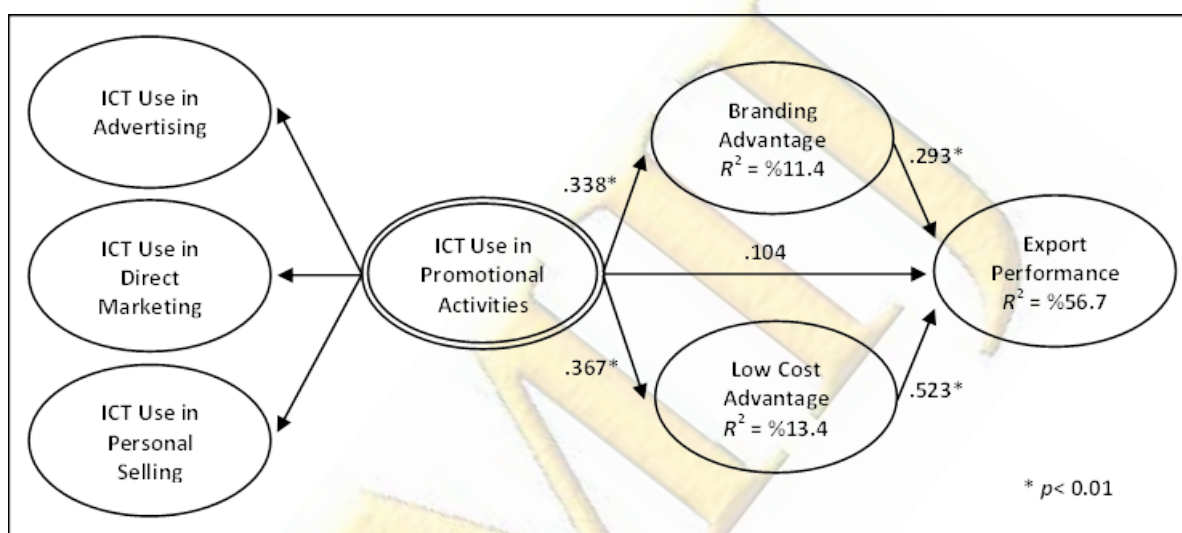 ICT Use in
Advertising
ICT Use in
Direct
Marketing
ICT Use in
Personal
Selling
ICT Use in
Promotional
Activities
.338*
.367*
.104
Branding
Advantage
R² = %11.4
Low Cost
Advantage
R² = %13.4
.293*
.523*
Export
Performance
R² = %56.7
* p< 0.01